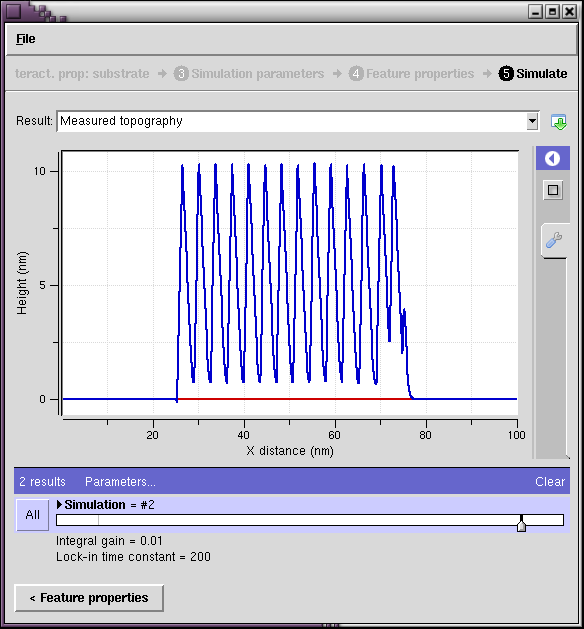 File
teract. prop: substrate → 3 Simulation parameters → 4 Feature properties → 5 Simulate
Result: Measured topography
10
5
0
Height (nm)
20 40 60 80 100
X distance (nm)
2 results Parameters... Clear
All Simulation = #2
Integral gain = 0.01
Lock-in time constant = 200
< Feature properties